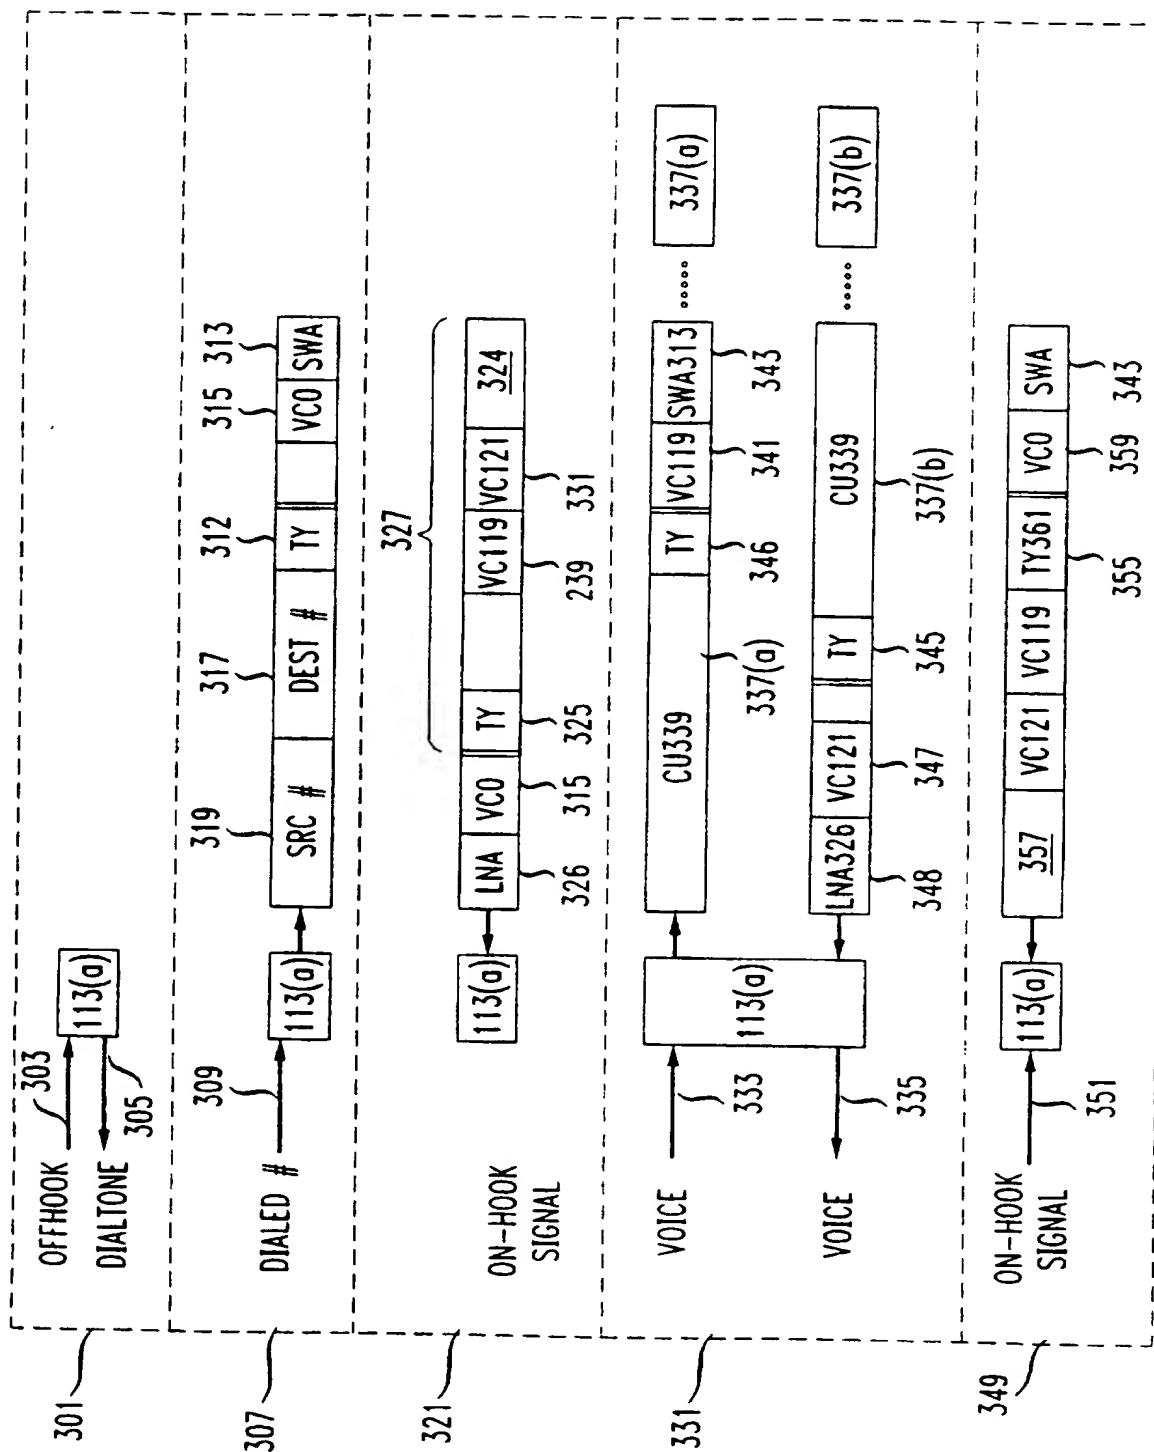 301
OFFHOOK
303
113(a)
DIALTONE
305
307
DIALED #
309
113(a)
319
317
312
315
313
SRC #
DEST #
TY
VC0
SWA
321
327
ON-HOOK
SIGNAL
113(a)
LNA
VC0
TY
VC119
VC121
324
326
315
325
239
331
331
VOICE
333
113(a)
CU339
TY
VC119
SWA313
337(a)
337(a)
346
341
343
VOICE
335
LNA326
VC121
TY
CU339
337(b)
348
347
345
337(b)
349
ON-HOOK
SIGNAL
351
113(a)
357
VC121
VC119
TY361
VC0
SWA
355
359
343